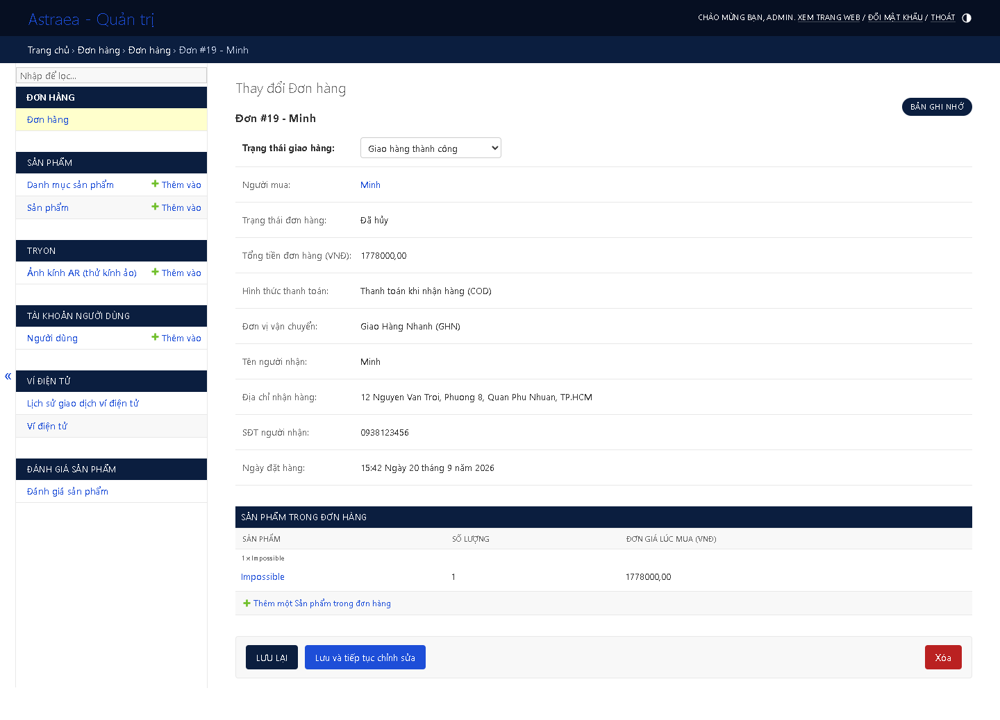 Astraea - Quản trị
CHÀO MỪNG BẠN, ADMIN. XEM TRANG WEB / ĐỔI MẬT KHẨU / THOÁT
Trang chủ › Đơn hàng › Đơn hàng › Đơn #19 - Minh
Nhập để lọc...
ĐƠN HÀNG
Đơn hàng
SẢN PHẨM
Danh mục sản phẩm Thêm vào
Sản phẩm Thêm vào
TRYON
Ảnh kính AR (thử kính ảo) Thêm vào
TÀI KHOẢN NGƯỜI DÙNG
Người dùng Thêm vào
VÍ ĐIỆN TỬ
Lịch sử giao dịch ví điện tử
Ví điện tử
ĐÁNH GIÁ SẢN PHẨM
Đánh giá sản phẩm
«
Thay đổi Đơn hàng
BẢN GHI NHỚ
Đơn #19 - Minh
Trạng thái giao hàng: Giao hàng thành công
Người mua: Minh
Trạng thái đơn hàng: Đã hủy
Tổng tiền đơn hàng (VNĐ): 1778000,00
Hình thức thanh toán: Thanh toán khi nhận hàng (COD)
Đơn vị vận chuyển: Giao Hàng Nhanh (GHN)
Tên người nhận: Minh
Địa chỉ nhận hàng: 12 Nguyen Van Troi, Phuong 8, Quan Phu Nhuan, TP.HCM
SĐT người nhận: 0938123456
Ngày đặt hàng: 15:42 Ngày 20 tháng 9 năm 2026
SẢN PHẨM TRONG ĐƠN HÀNG
SẢN PHẨM SỐ LƯỢNG ĐƠN GIÁ LÚC MUA (VNĐ)
1 x Impossible
Impossible 1 1778000,00
Thêm một Sản phẩm trong đơn hàng
LƯU LẠI Lưu và tiếp tục chỉnh sửa Xóa